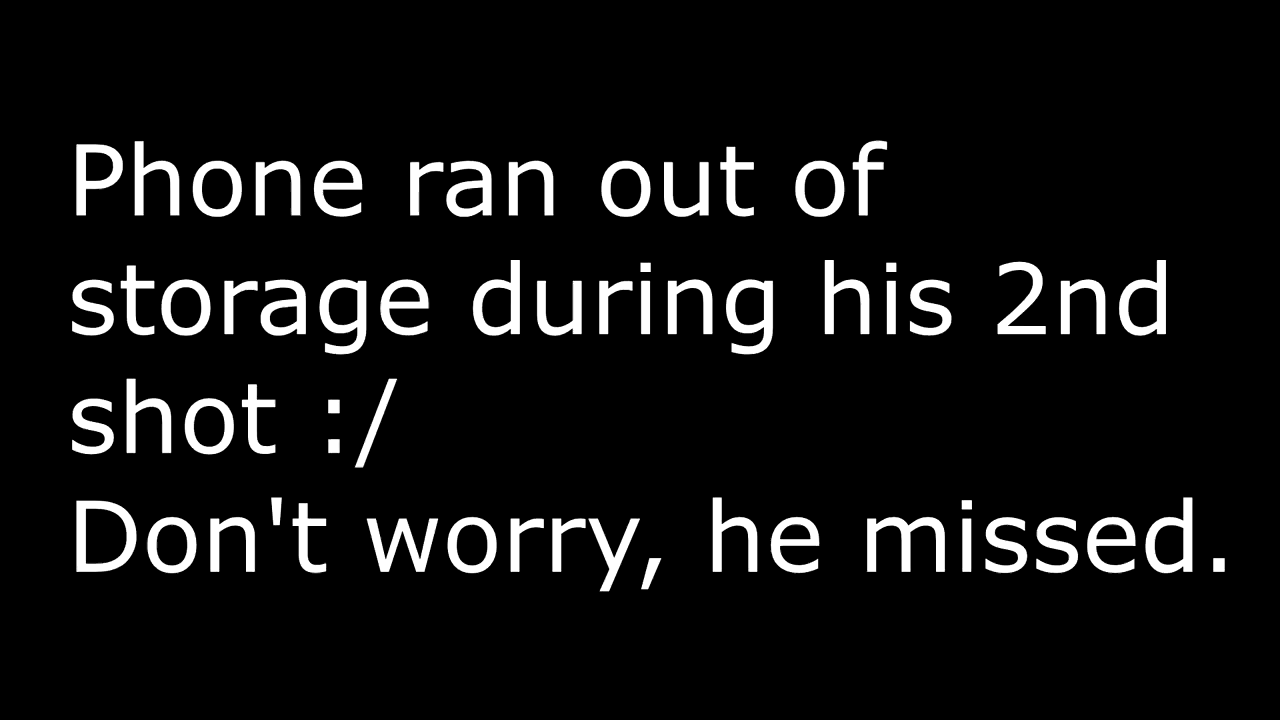 Phone ran out of
storage during his 2nd
shot :/
Don't worry, he missed.